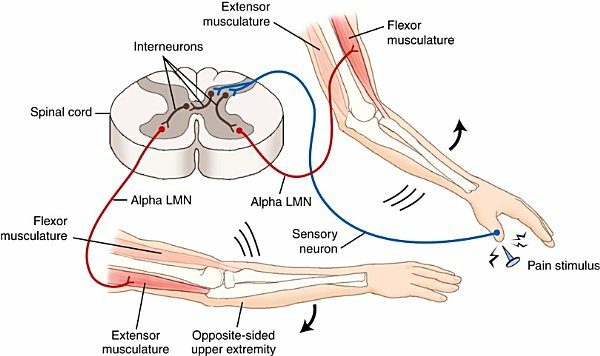 Extensor
musculature
Flexor
musculature
Interneurons
Spinal cord
Alpha LMN
Alpha LMN
Flexor
musculature
Sensory
neuron
Pain stimulus
Extensor
musculature
Opposite-sided
upper extremity